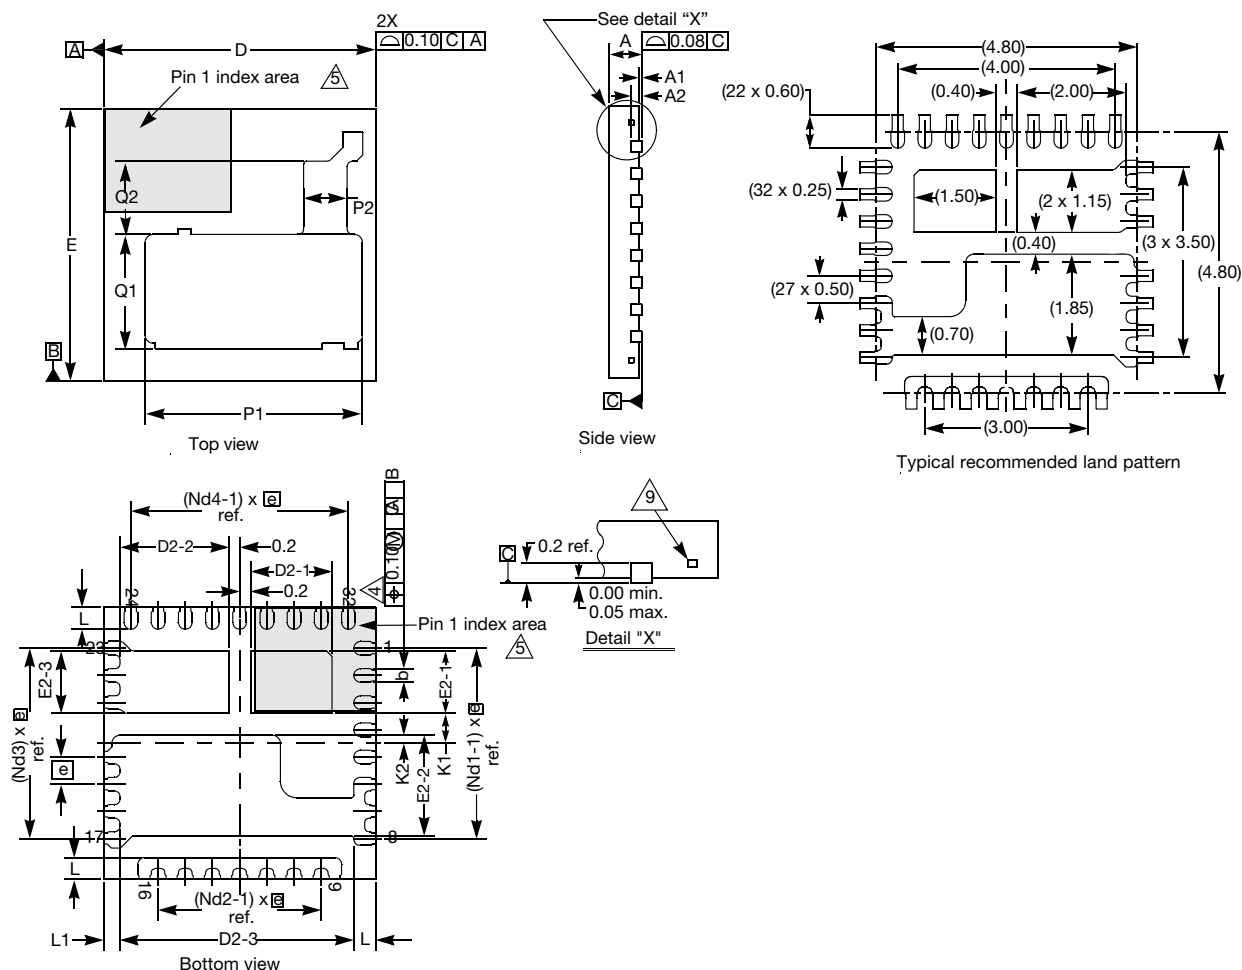 2X
A
D
0.10 C A
Pin 1 index area
5
Q2
P2
E
Q1
B
P1
Top view
See detail “X”
A
0.08 C
A1
A2
C
Side view
(4.80)
(4.00)
(22 x 0.60)
(0.40)
(2.00)
(32 x 0.25)
(1.50)
(2 x 1.15)
(0.40)
(3 x 3.50)
(4.80)
(27 x 0.50)
(1.85)
(0.70)
(3.00)
Typical recommended land pattern
(Nd4-1) x e
ref.
0.10 M A B
4
D2-2
0.2
D2-1
0.2
24
32
L
Pin 1 index area
5
23
1
E2-3
b
E2-1
(Nd3) x e
ref.
e
K2
K1
E2-2
(Nd1-1) x e
ref.
17
8
L
16
9
(Nd2-1) x e
ref.
L1
D2-3
L
Bottom view
9
C
0.2 ref.
0.00 min.
0.05 max.
Detail "X"